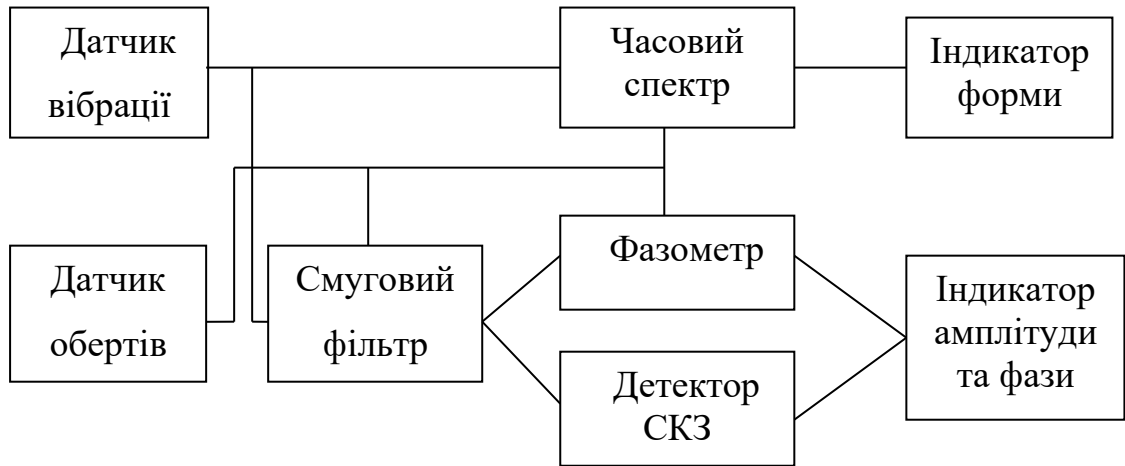 Датчик
вібрації
Часовий
спектр
Індикатор
форми
Датчик
обертів
Смуговий
фільтр
Фазометр
Детектор
СКЗ
Індикатор
амплітуди
та фази